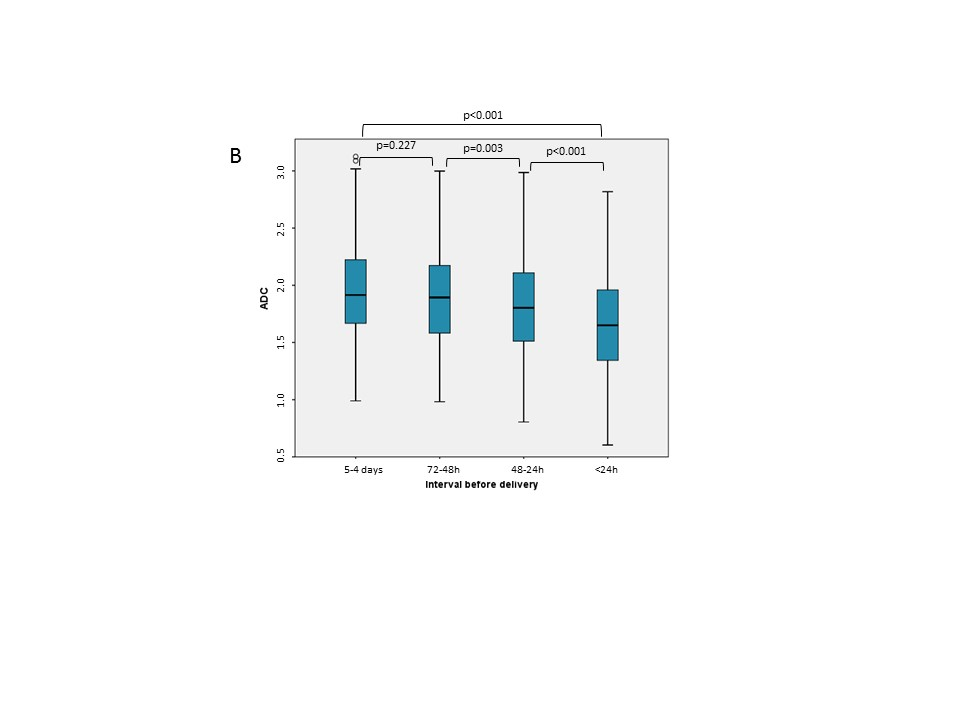 p<0.001
B
p=0.227
p=0.003
p<0.001
3.0
2.5
2.0
1.5
1.0
0.5
ADC
5-4 days
72-48h
48-24h
<24h
Interval before delivery